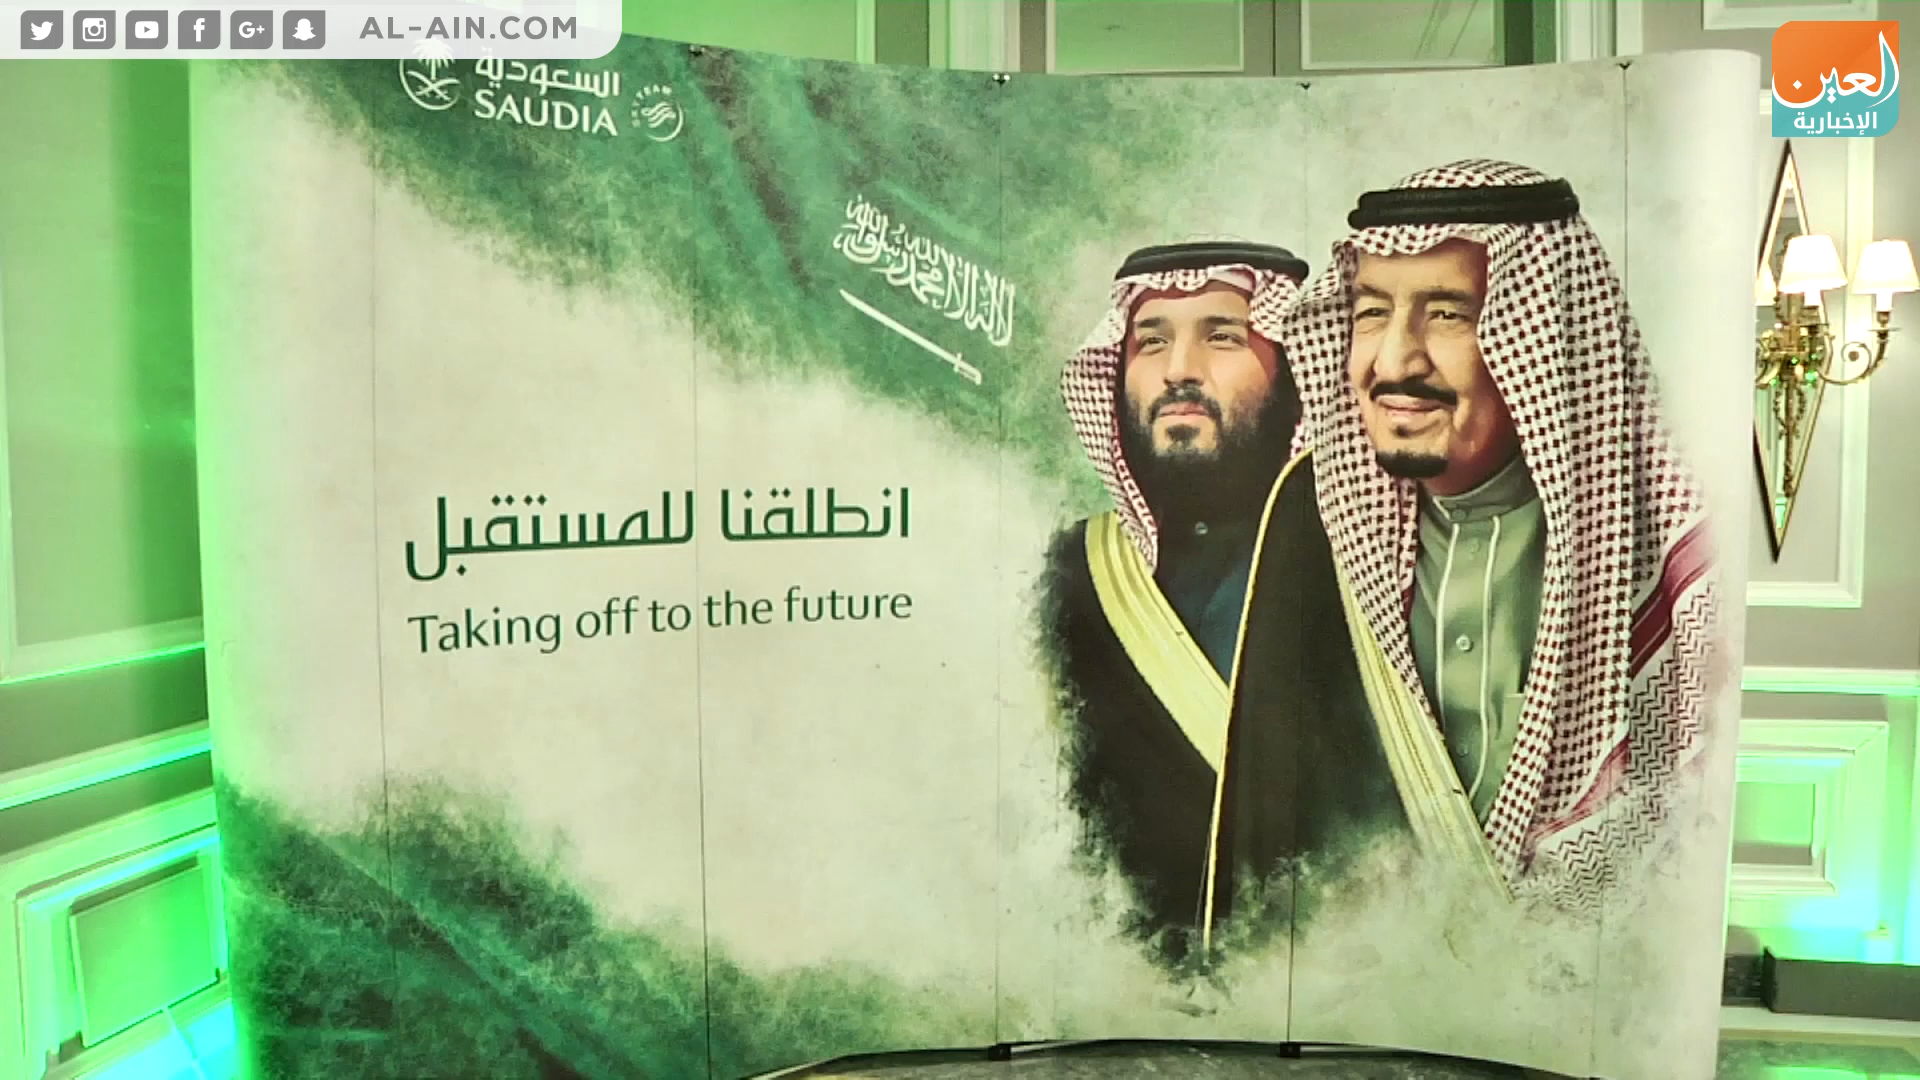 AL-AIN.COM
العين
الإخبارية
السعودية
SAUDIA
SKYTEAM
لا إله إلا الله محمد رسول الله
انطلقنا للمستقبل
Taking off to the future